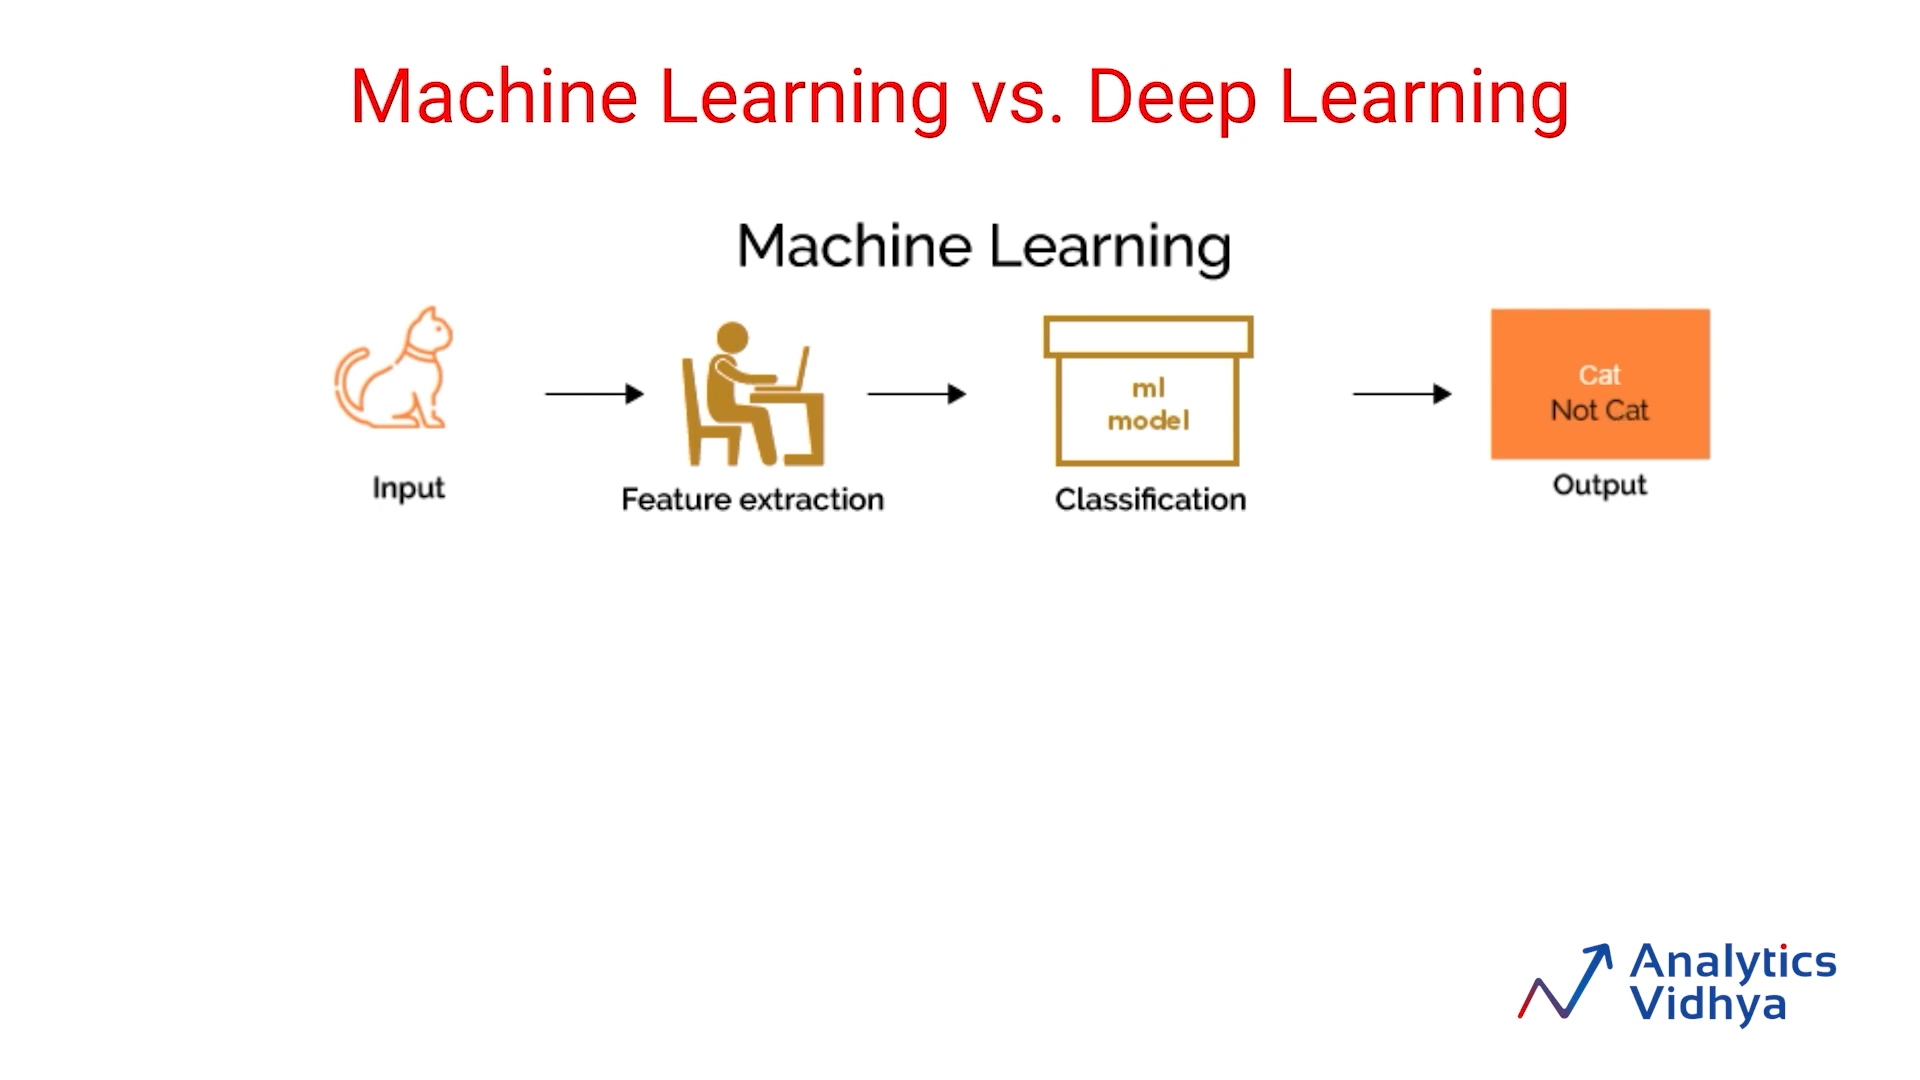 Machine Learning vs. Deep Learning
Machine Learning
ml
model
Cat
Not Cat
Input
Feature extraction
Classification
Output
Analytics
Vidhya